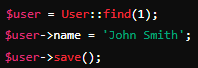 $user = User::find(1);
$user->name = 'John Smith';
$user->save();